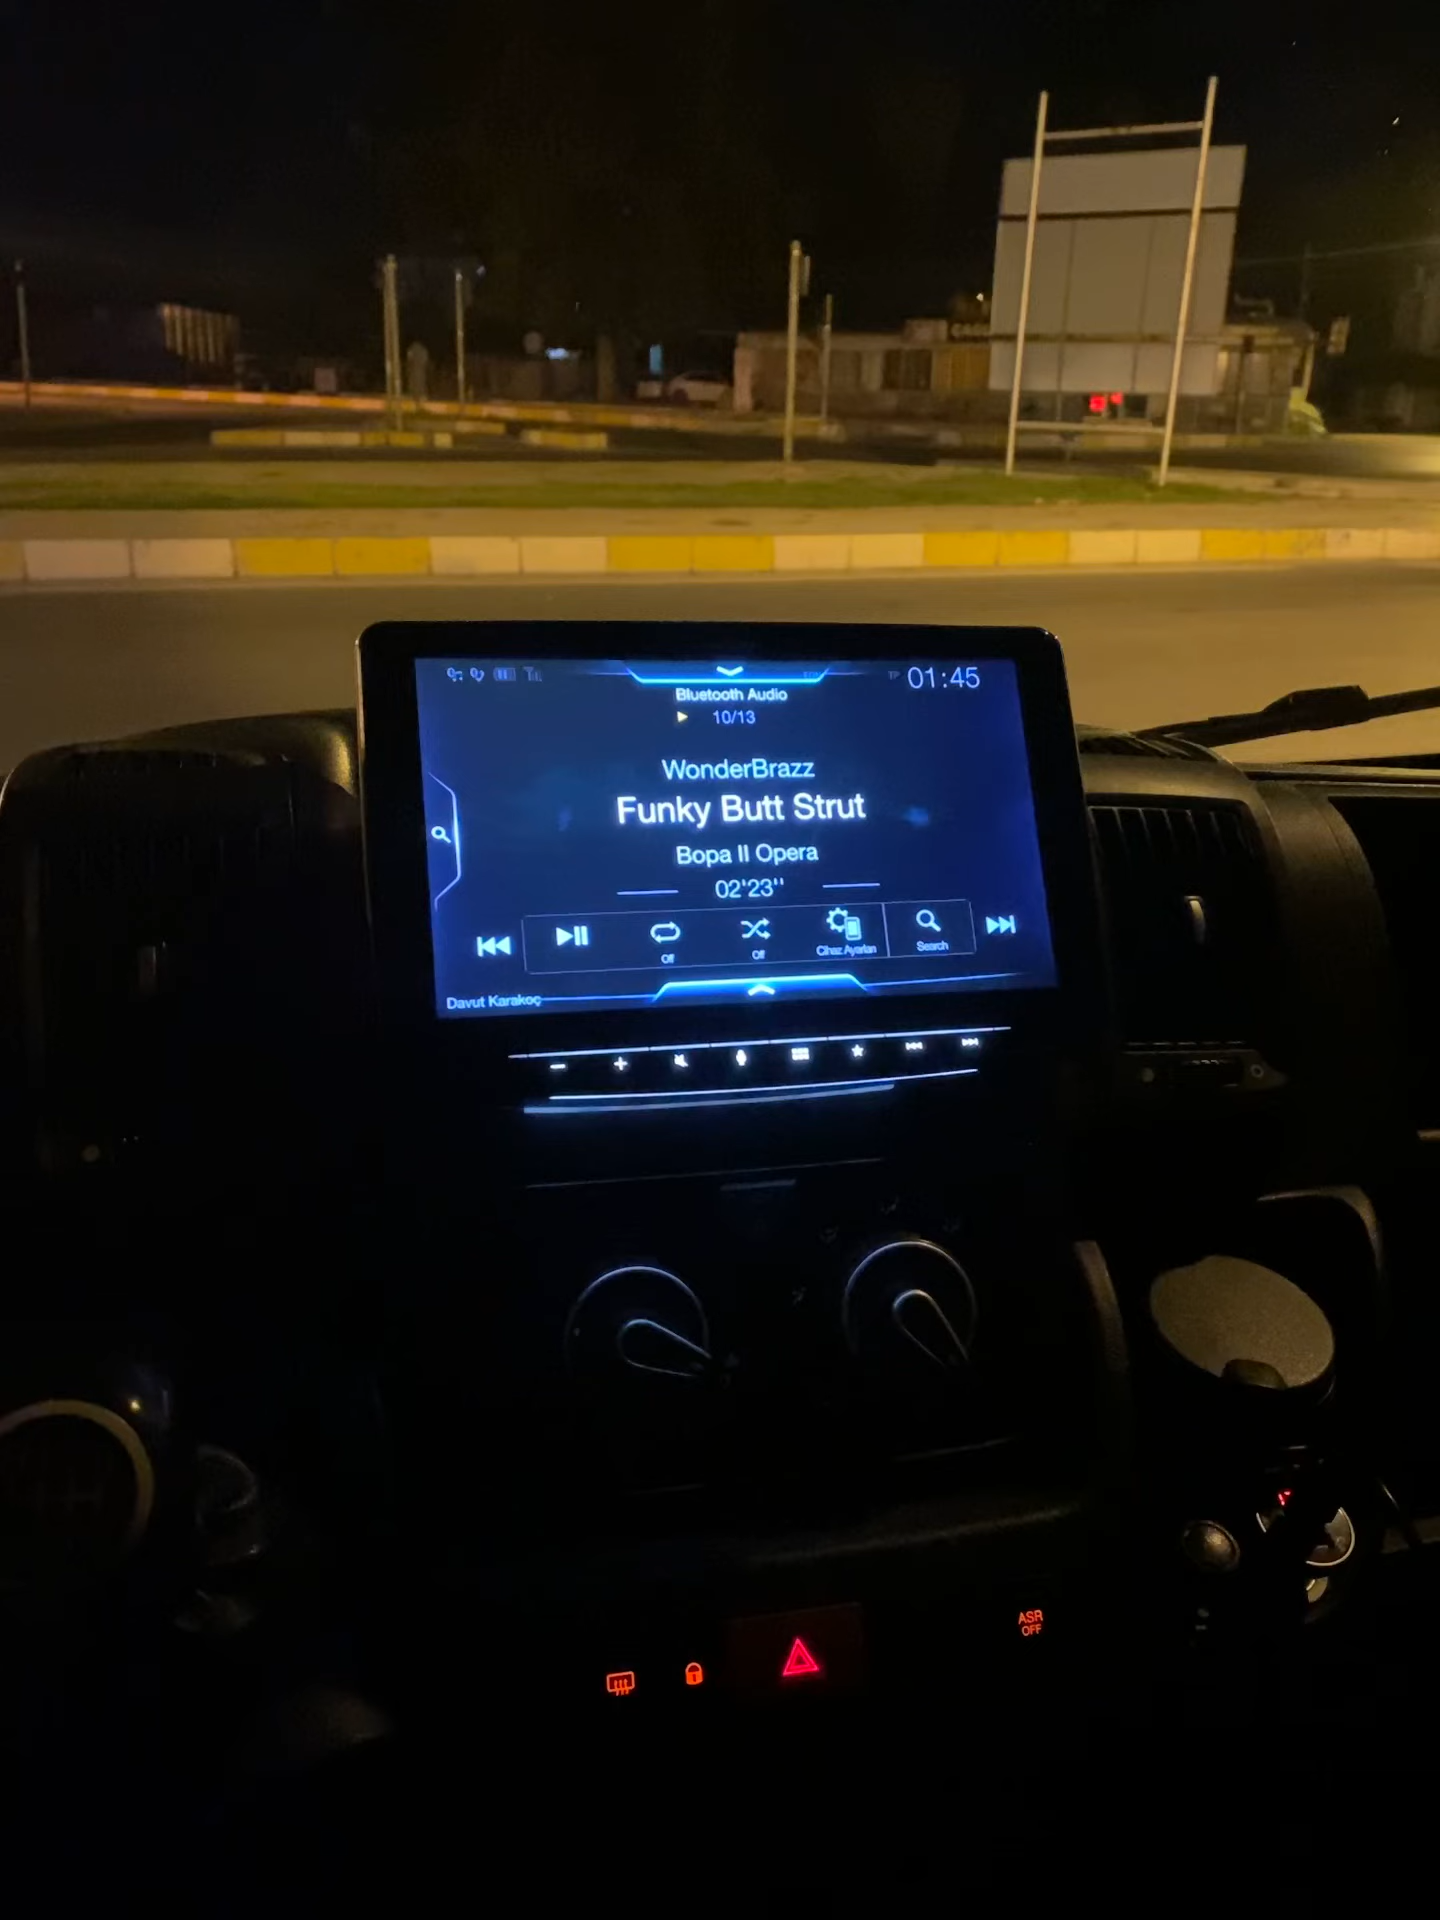 01:45
Bluetooth Audio
10/13
WonderBrazz
Funky Butt Strut
Bopa II Opera
02'23''
Off
Off
Cihaz Ayarları
Search
Davut Karakoç
ASR
OFF